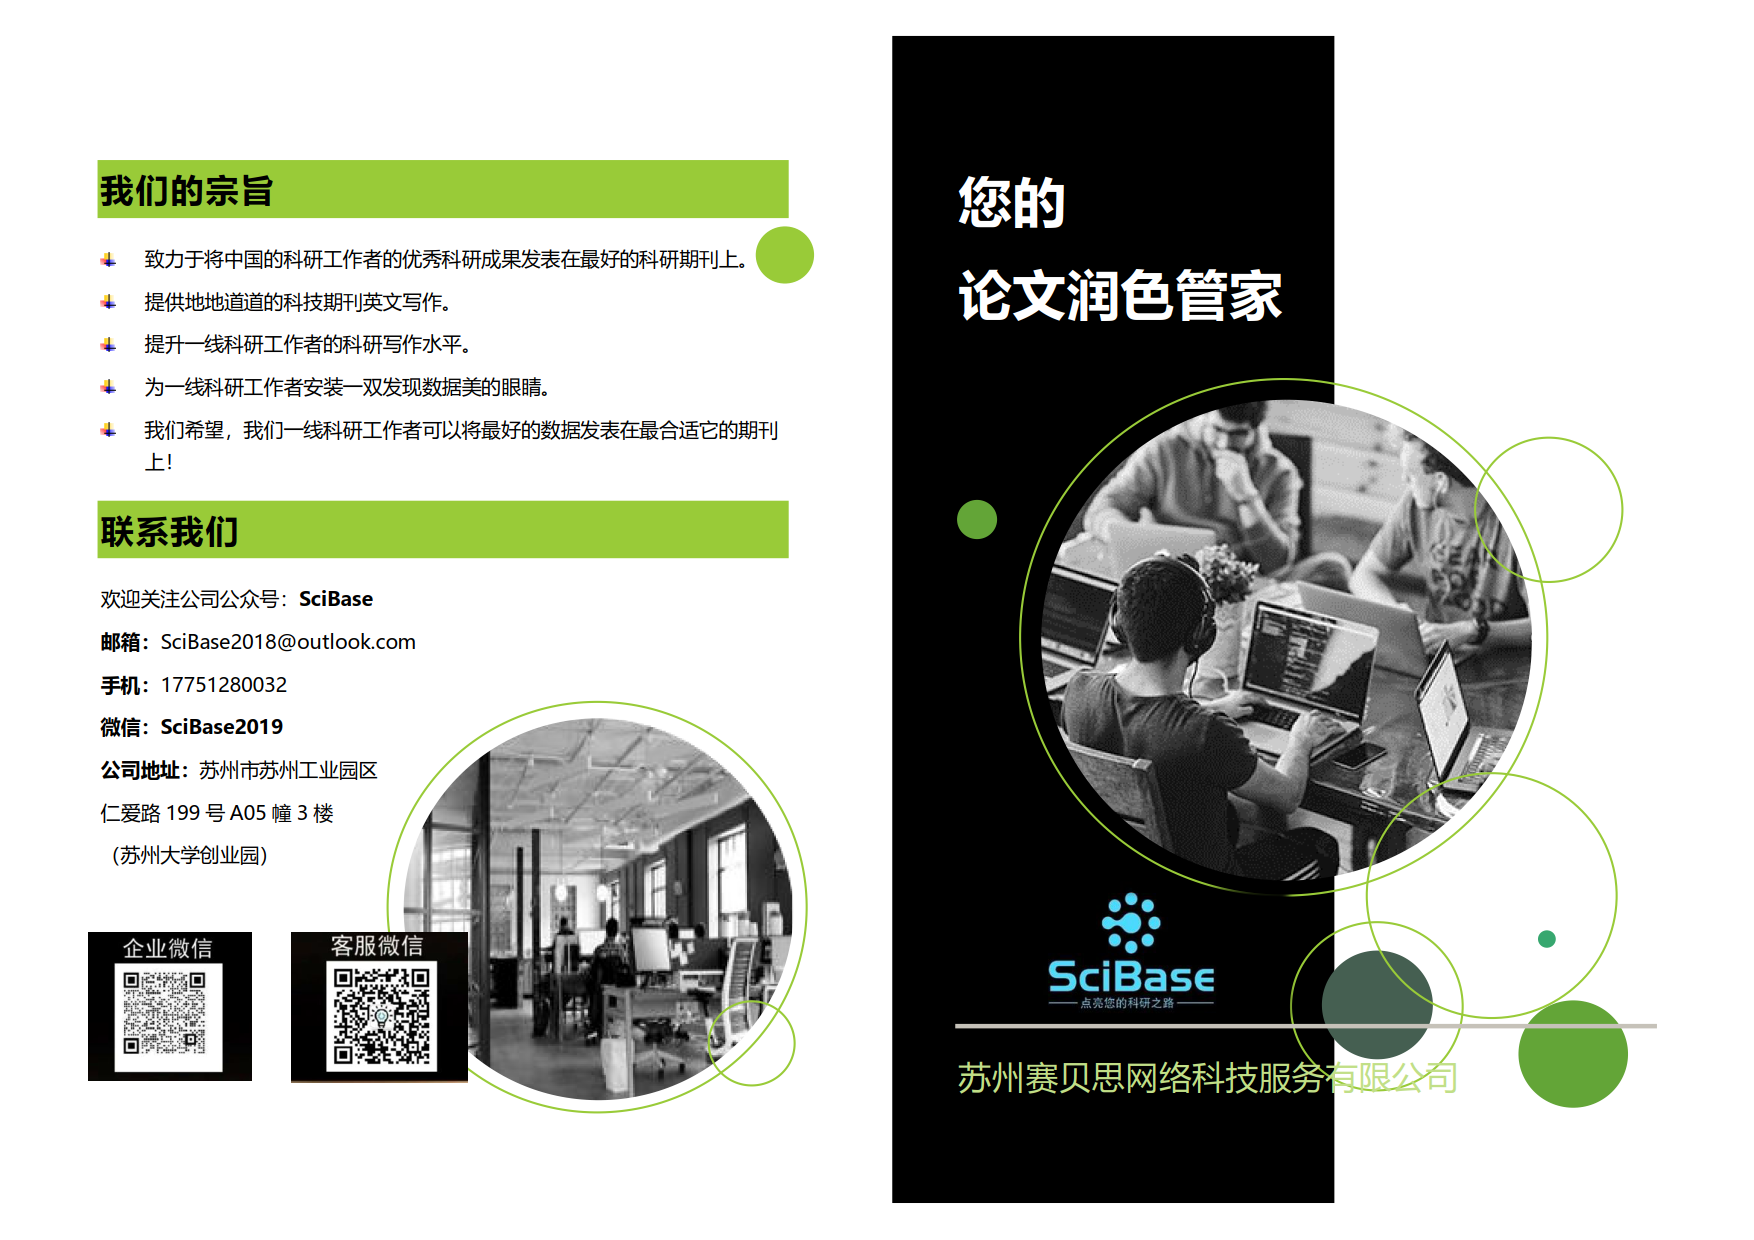 我们的宗旨
致力于将中国的科研工作者的优秀科研成果发表在最好的科研期刊上。
提供地地道道的科技期刊英文写作。
提升一线科研工作者的科研写作水平。
为一线科研工作者安装一双发现数据美的眼睛。
我们希望，我们一线科研工作者可以将最好的数据发表在最合适它的期刊
上！
联系我们
欢迎关注公司公众号：SciBase
邮箱：SciBase2018@outlook.com
手机：17751280032
微信：SciBase2019
公司地址：苏州市苏州工业园区
仁爱路 199 号 A05 幢 3 楼
（苏州大学创业园）
企业微信
客服微信
您的
论文润色管家
SciBase
点亮您的科研之路
苏州赛贝思网络科技服务有限公司